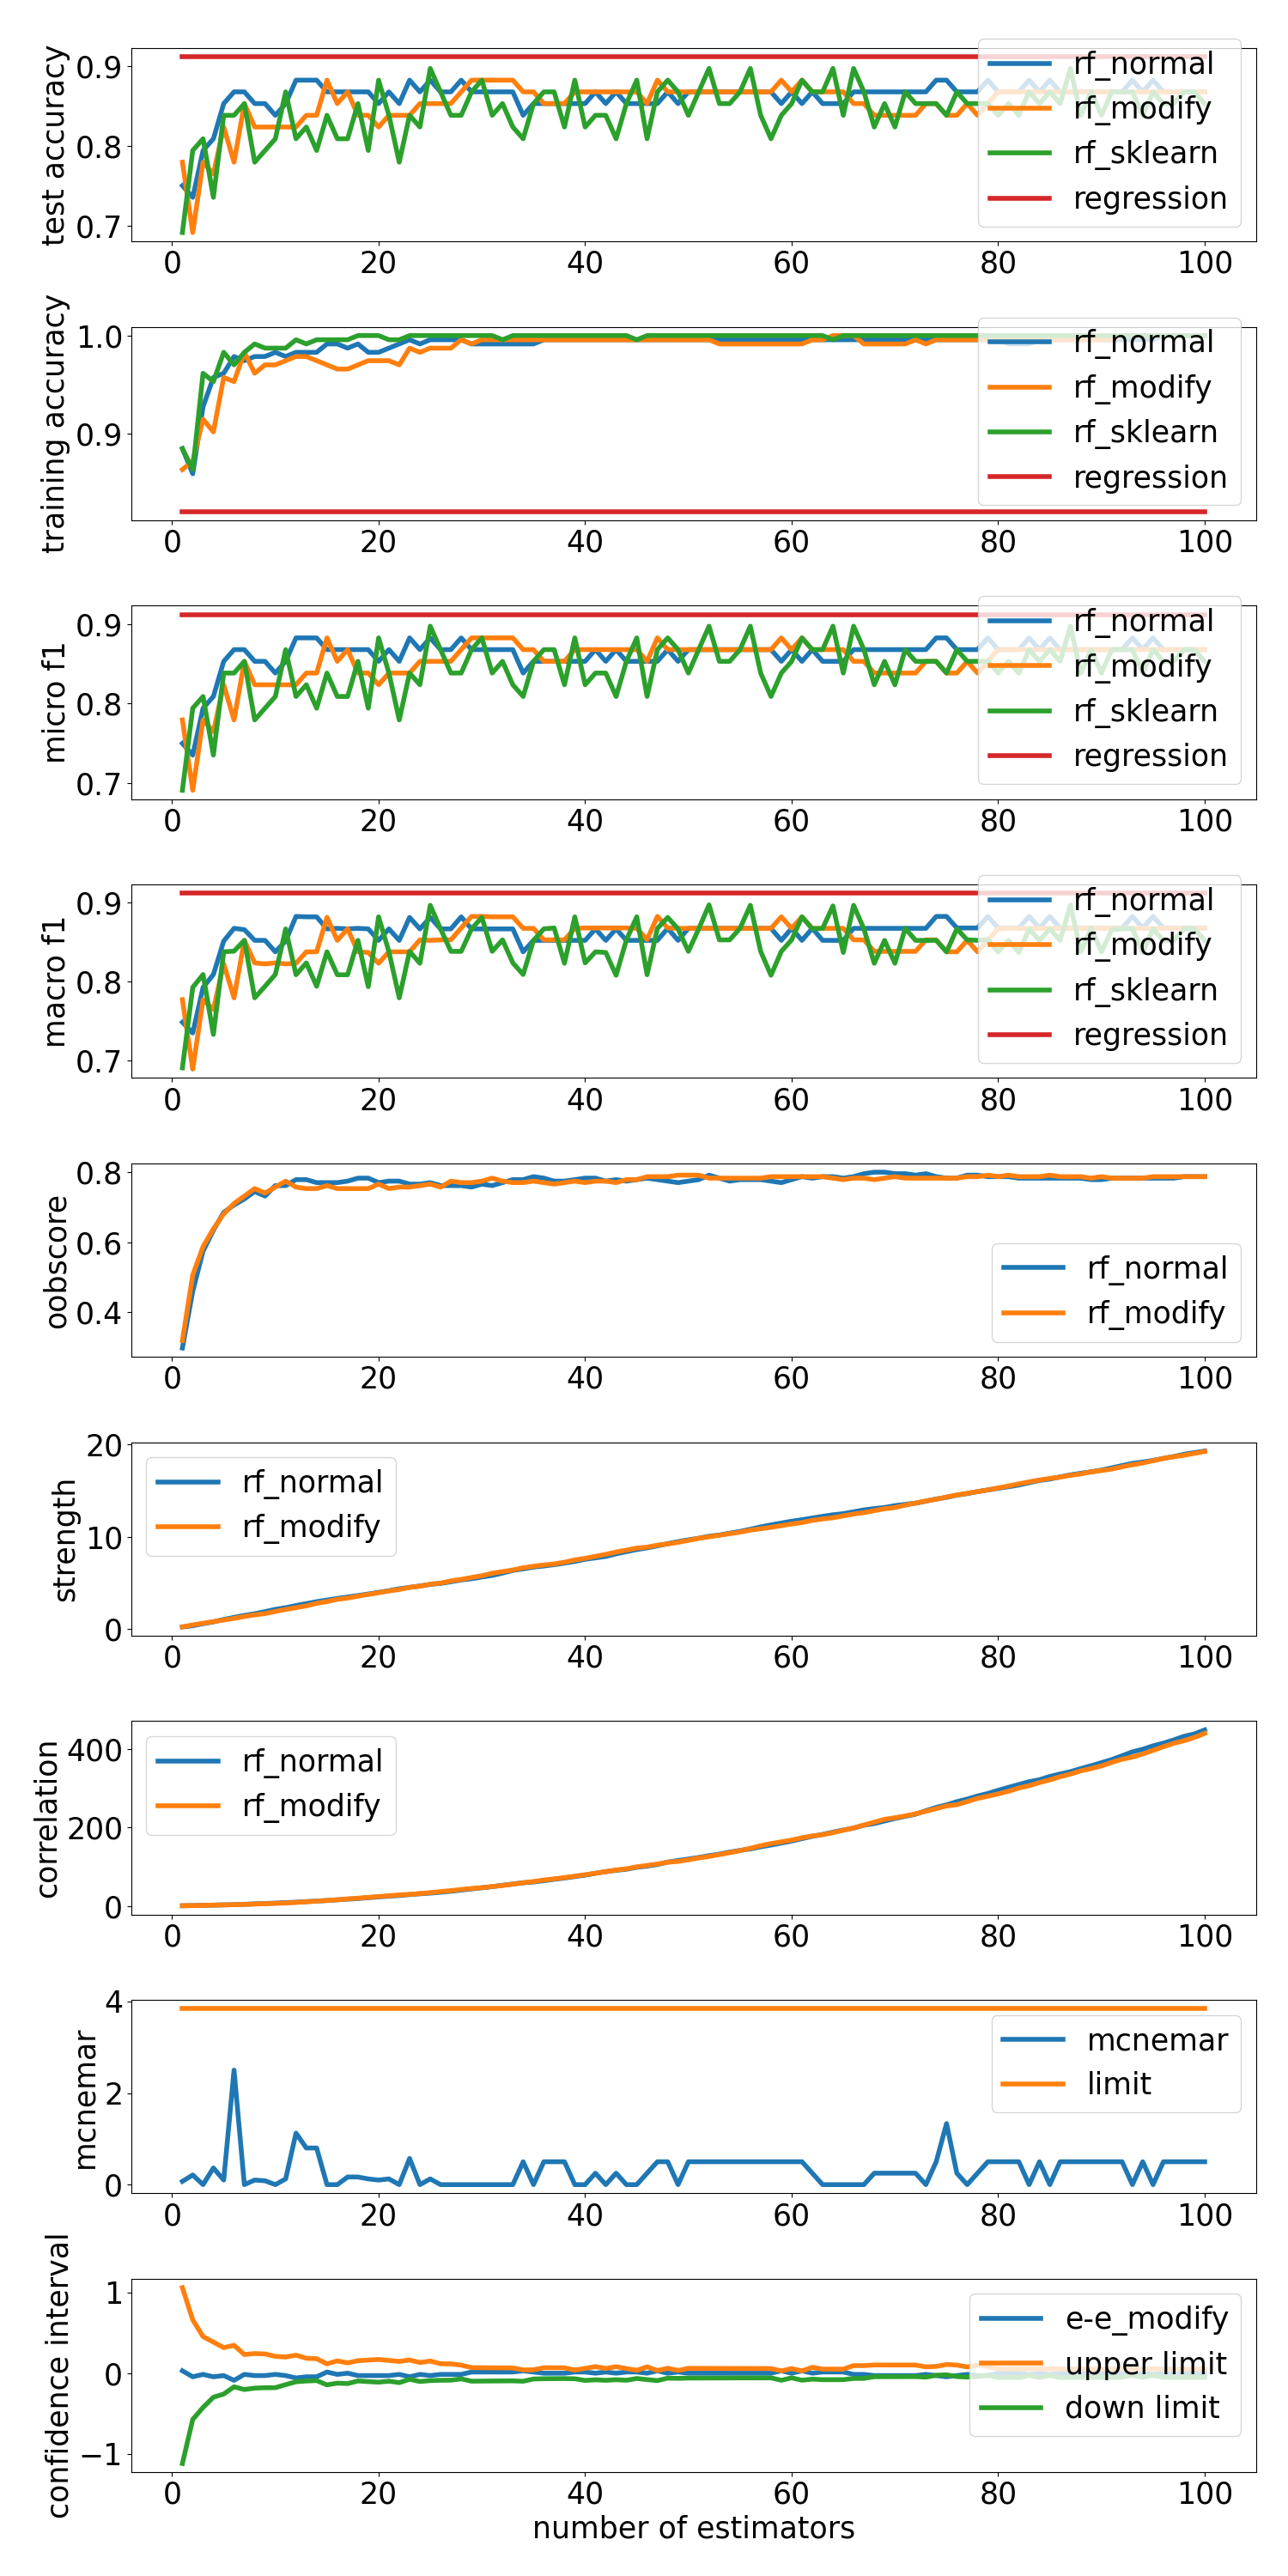 test accuracy
0.9
0.8
0.7
0 20 40 60 80 100
rf_normal
rf_modify
rf_sklearn
regression
training accuracy
1.0
0.9
0 20 40 60 80 100
rf_normal
rf_modify
rf_sklearn
regression
micro f1
0.9
0.8
0.7
0 20 40 60 80 100
rf_normal
rf_modify
rf_sklearn
regression
macro f1
0.9
0.8
0.7
0 20 40 60 80 100
rf_normal
rf_modify
rf_sklearn
regression
oobscore
0.8
0.6
0.4
0 20 40 60 80 100
rf_normal
rf_modify
strength
20
10
0
0 20 40 60 80 100
rf_normal
rf_modify
correlation
400
200
0
0 20 40 60 80 100
rf_normal
rf_modify
mcnemar
4
2
0
0 20 40 60 80 100
mcnemar
limit
confidence interval
1
0
−1
0 20 40 60 80 100
e-e_modify
upper limit
down limit
number of estimators